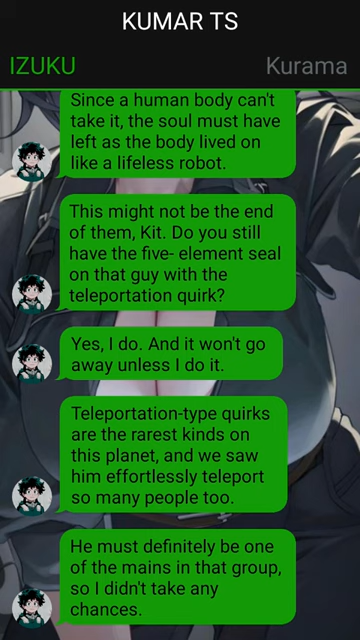 KUMAR TS
IZUKU
Kurama
Since a human body can't
take it, the soul must have
left as the body lived on
like a lifeless robot.
This might not be the end
of them, Kit. Do you still
have the five- element seal
on that guy with the
teleportation quirk?
Yes, I do. And it won't go
away unless I do it.
Teleportation-type quirks
are the rarest kinds on
this planet, and we saw
him effortlessly teleport
so many people too.
He must definitely be one
of the mains in that group,
so I didn't take any
chances.